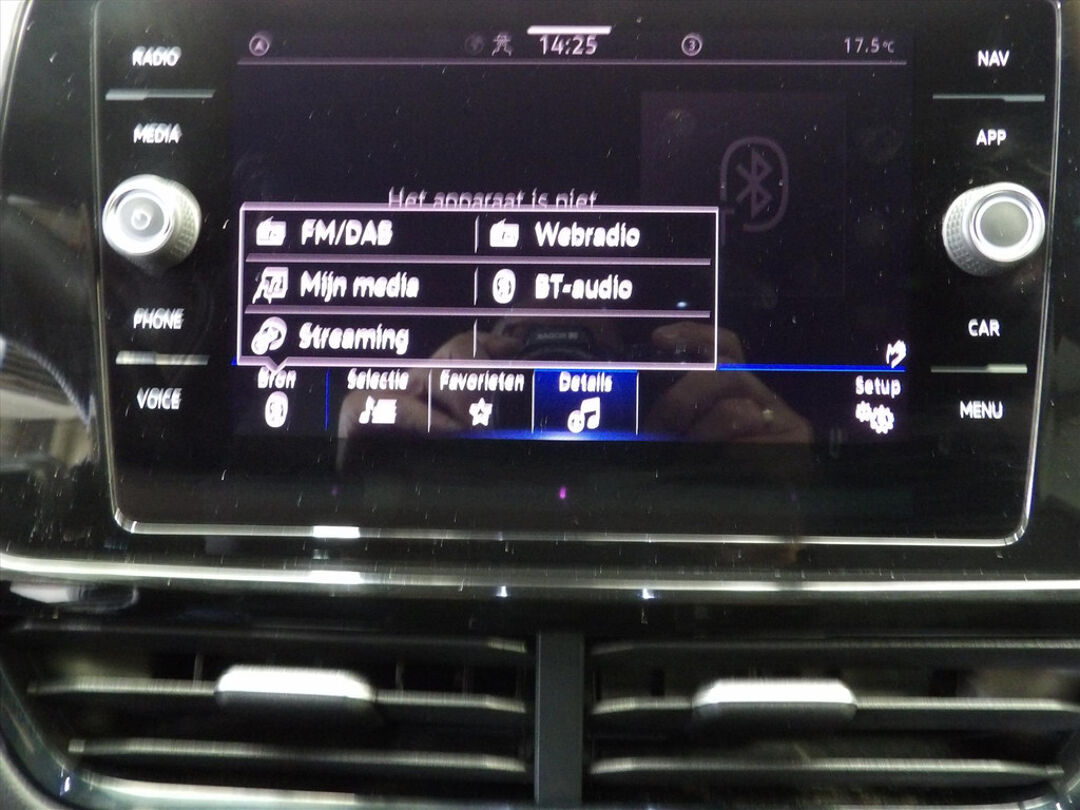 RADIO
MEDIA
PHONE
VOICE
14:25
3
17.5°C
Het apparaat is niet
FM/DAB
Webradio
Mijn media
BT-audio
Streaming
Bron
Selectie
Favorieten
Details
Setup
NAV
APP
CAR
MENU